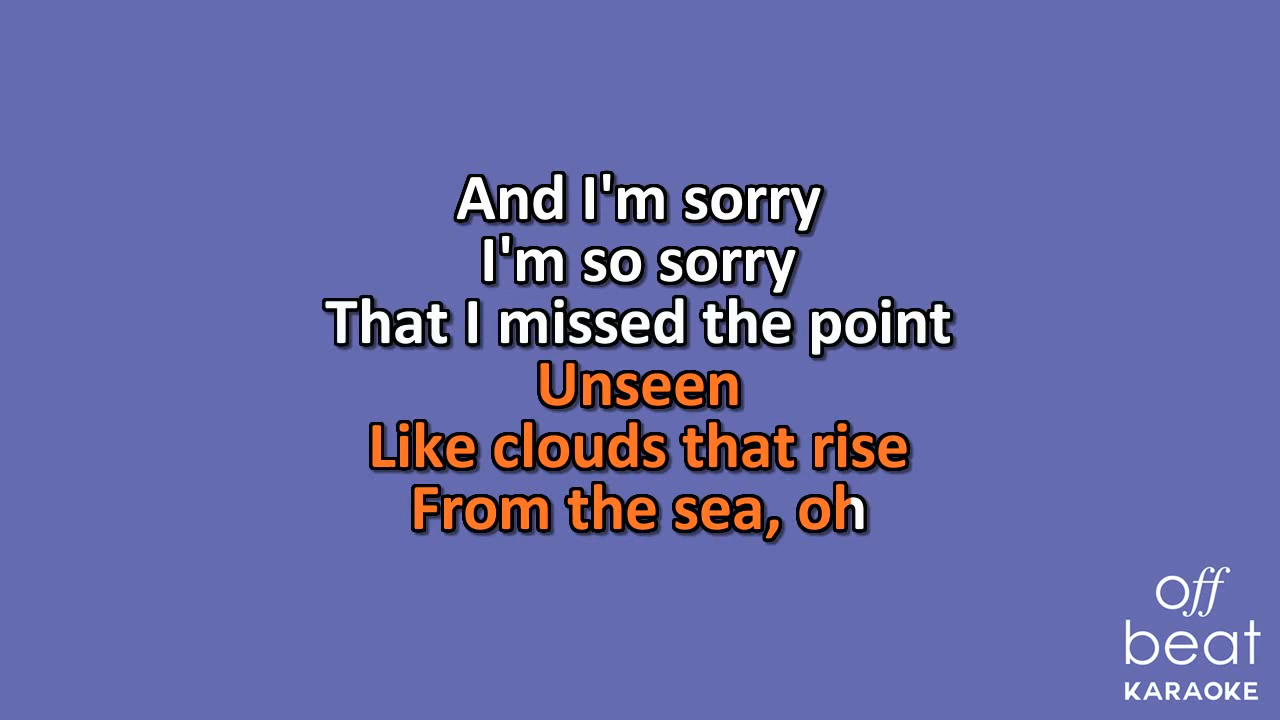 And I'm sorry
I'm so sorry
That I missed the point
Unseen
Like clouds that rise
From the sea, oh
off
beat
KARAOKE